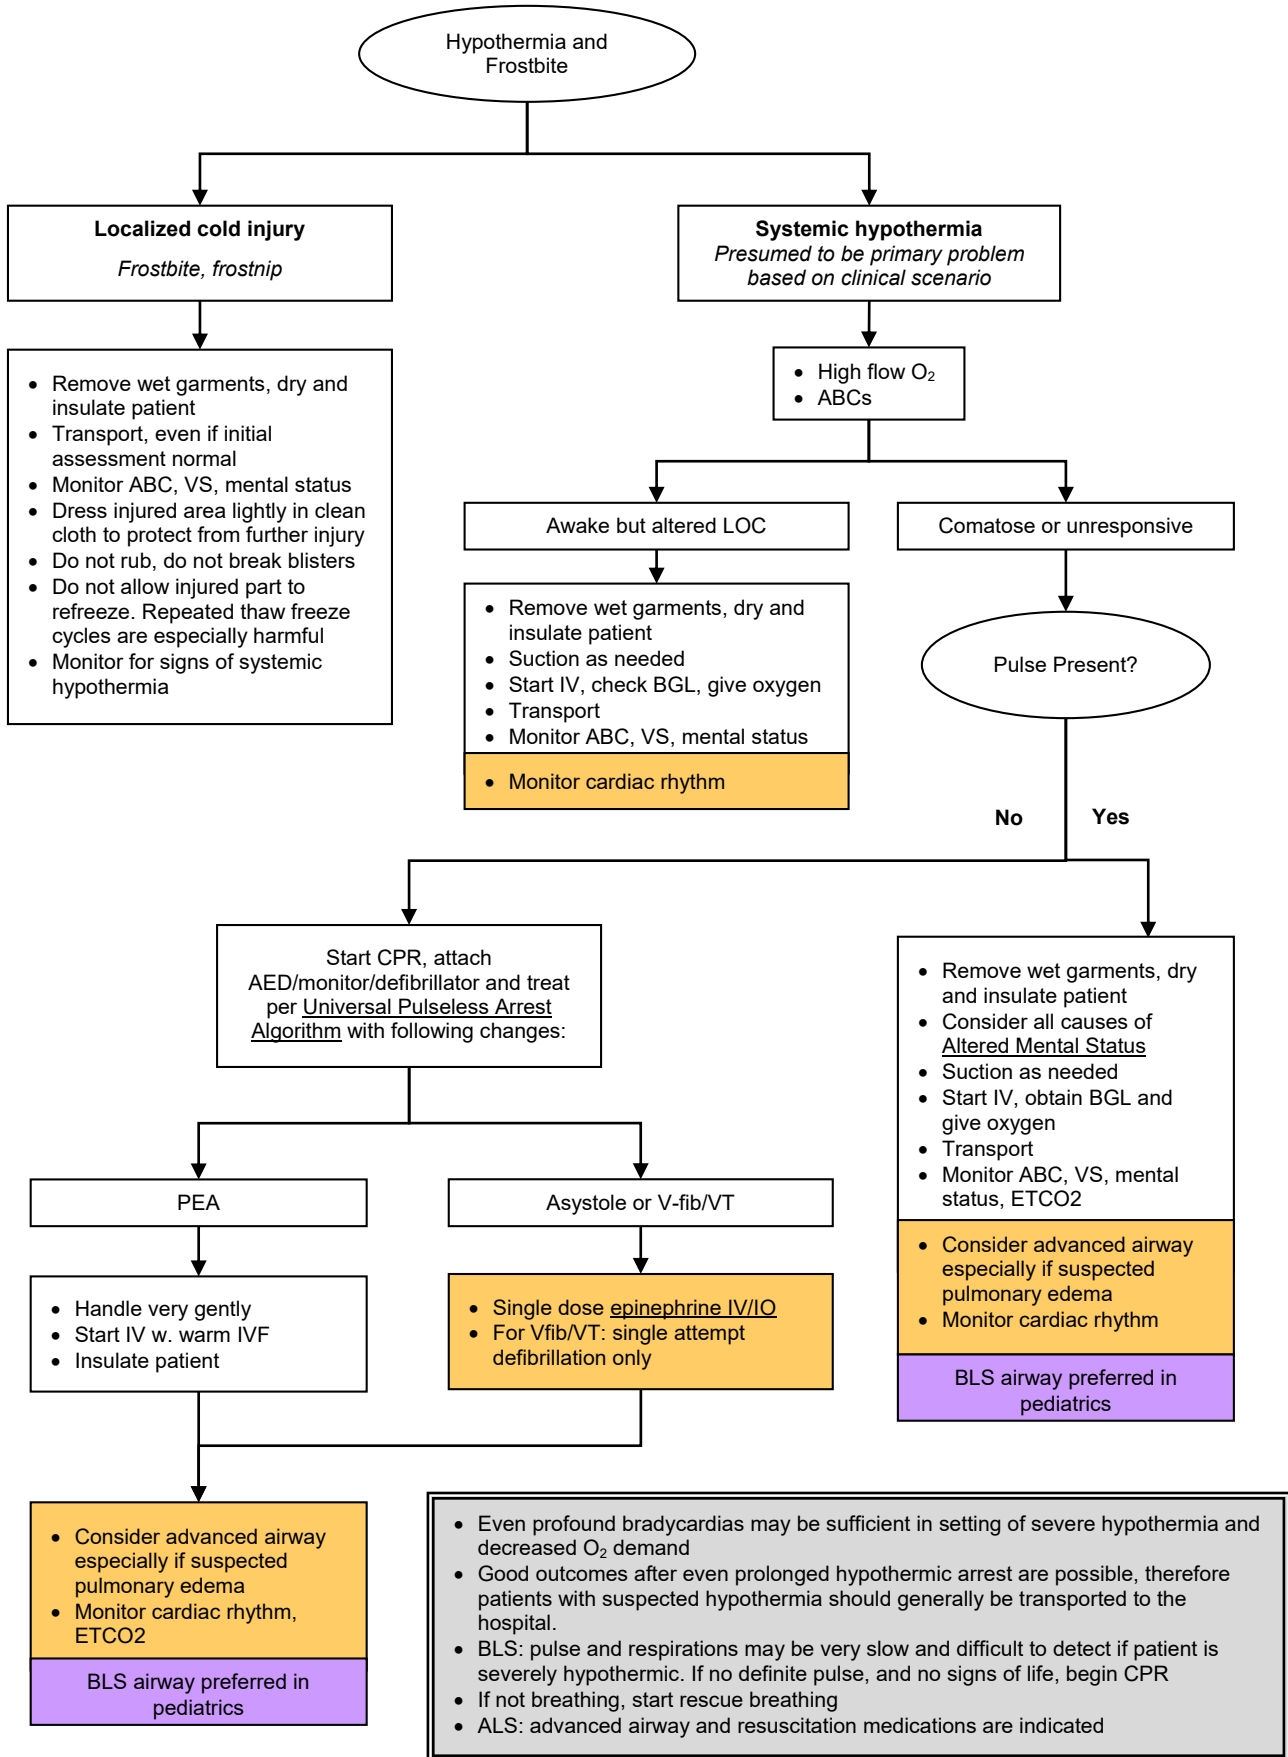 Hypothermia and
Frostbite
Localized cold injury
Frostbite, frostnip
• Remove wet garments, dry and
insulate patient
• Transport, even if initial
assessment normal
• Monitor ABC, VS, mental status
• Dress injured area lightly in clean
cloth to protect from further injury
• Do not rub, do not break blisters
• Do not allow injured part to
refreeze. Repeated thaw freeze
cycles are especially harmful
• Monitor for signs of systemic
hypothermia
Systemic hypothermia
Presumed to be primary problem
based on clinical scenario
• High flow O₂
• ABCs
Awake but altered LOC
• Remove wet garments, dry and
insulate patient
• Suction as needed
• Start IV, check BGL, give oxygen
• Transport
• Monitor ABC, VS, mental status
• Monitor cardiac rhythm
Comatose or unresponsive
Pulse Present?
No
Yes
Start CPR, attach
AED/monitor/defibrillator and treat
per Universal Pulseless Arrest
Algorithm with following changes:
PEA
• Handle very gently
• Start IV w. warm IVF
• Insulate patient
Asystole or V-fib/VT
• Single dose epinephrine IV/IO
• For Vfib/VT: single attempt
defibrillation only
• Remove wet garments, dry
and insulate patient
• Consider all causes of
Altered Mental Status
• Suction as needed
• Start IV, obtain BGL and
give oxygen
• Transport
• Monitor ABC, VS, mental
status, ETCO2
• Consider advanced airway
especially if suspected
pulmonary edema
• Monitor cardiac rhythm
BLS airway preferred in
pediatrics
• Consider advanced airway
especially if suspected
pulmonary edema
• Monitor cardiac rhythm,
ETCO2
BLS airway preferred in
pediatrics
• Even profound bradycardias may be sufficient in setting of severe hypothermia and
decreased O₂ demand
• Good outcomes after even prolonged hypothermic arrest are possible, therefore
patients with suspected hypothermia should generally be transported to the
hospital.
• BLS: pulse and respirations may be very slow and difficult to detect if patient is
severely hypothermic. If no definite pulse, and no signs of life, begin CPR
• If not breathing, start rescue breathing
• ALS: advanced airway and resuscitation medications are indicated